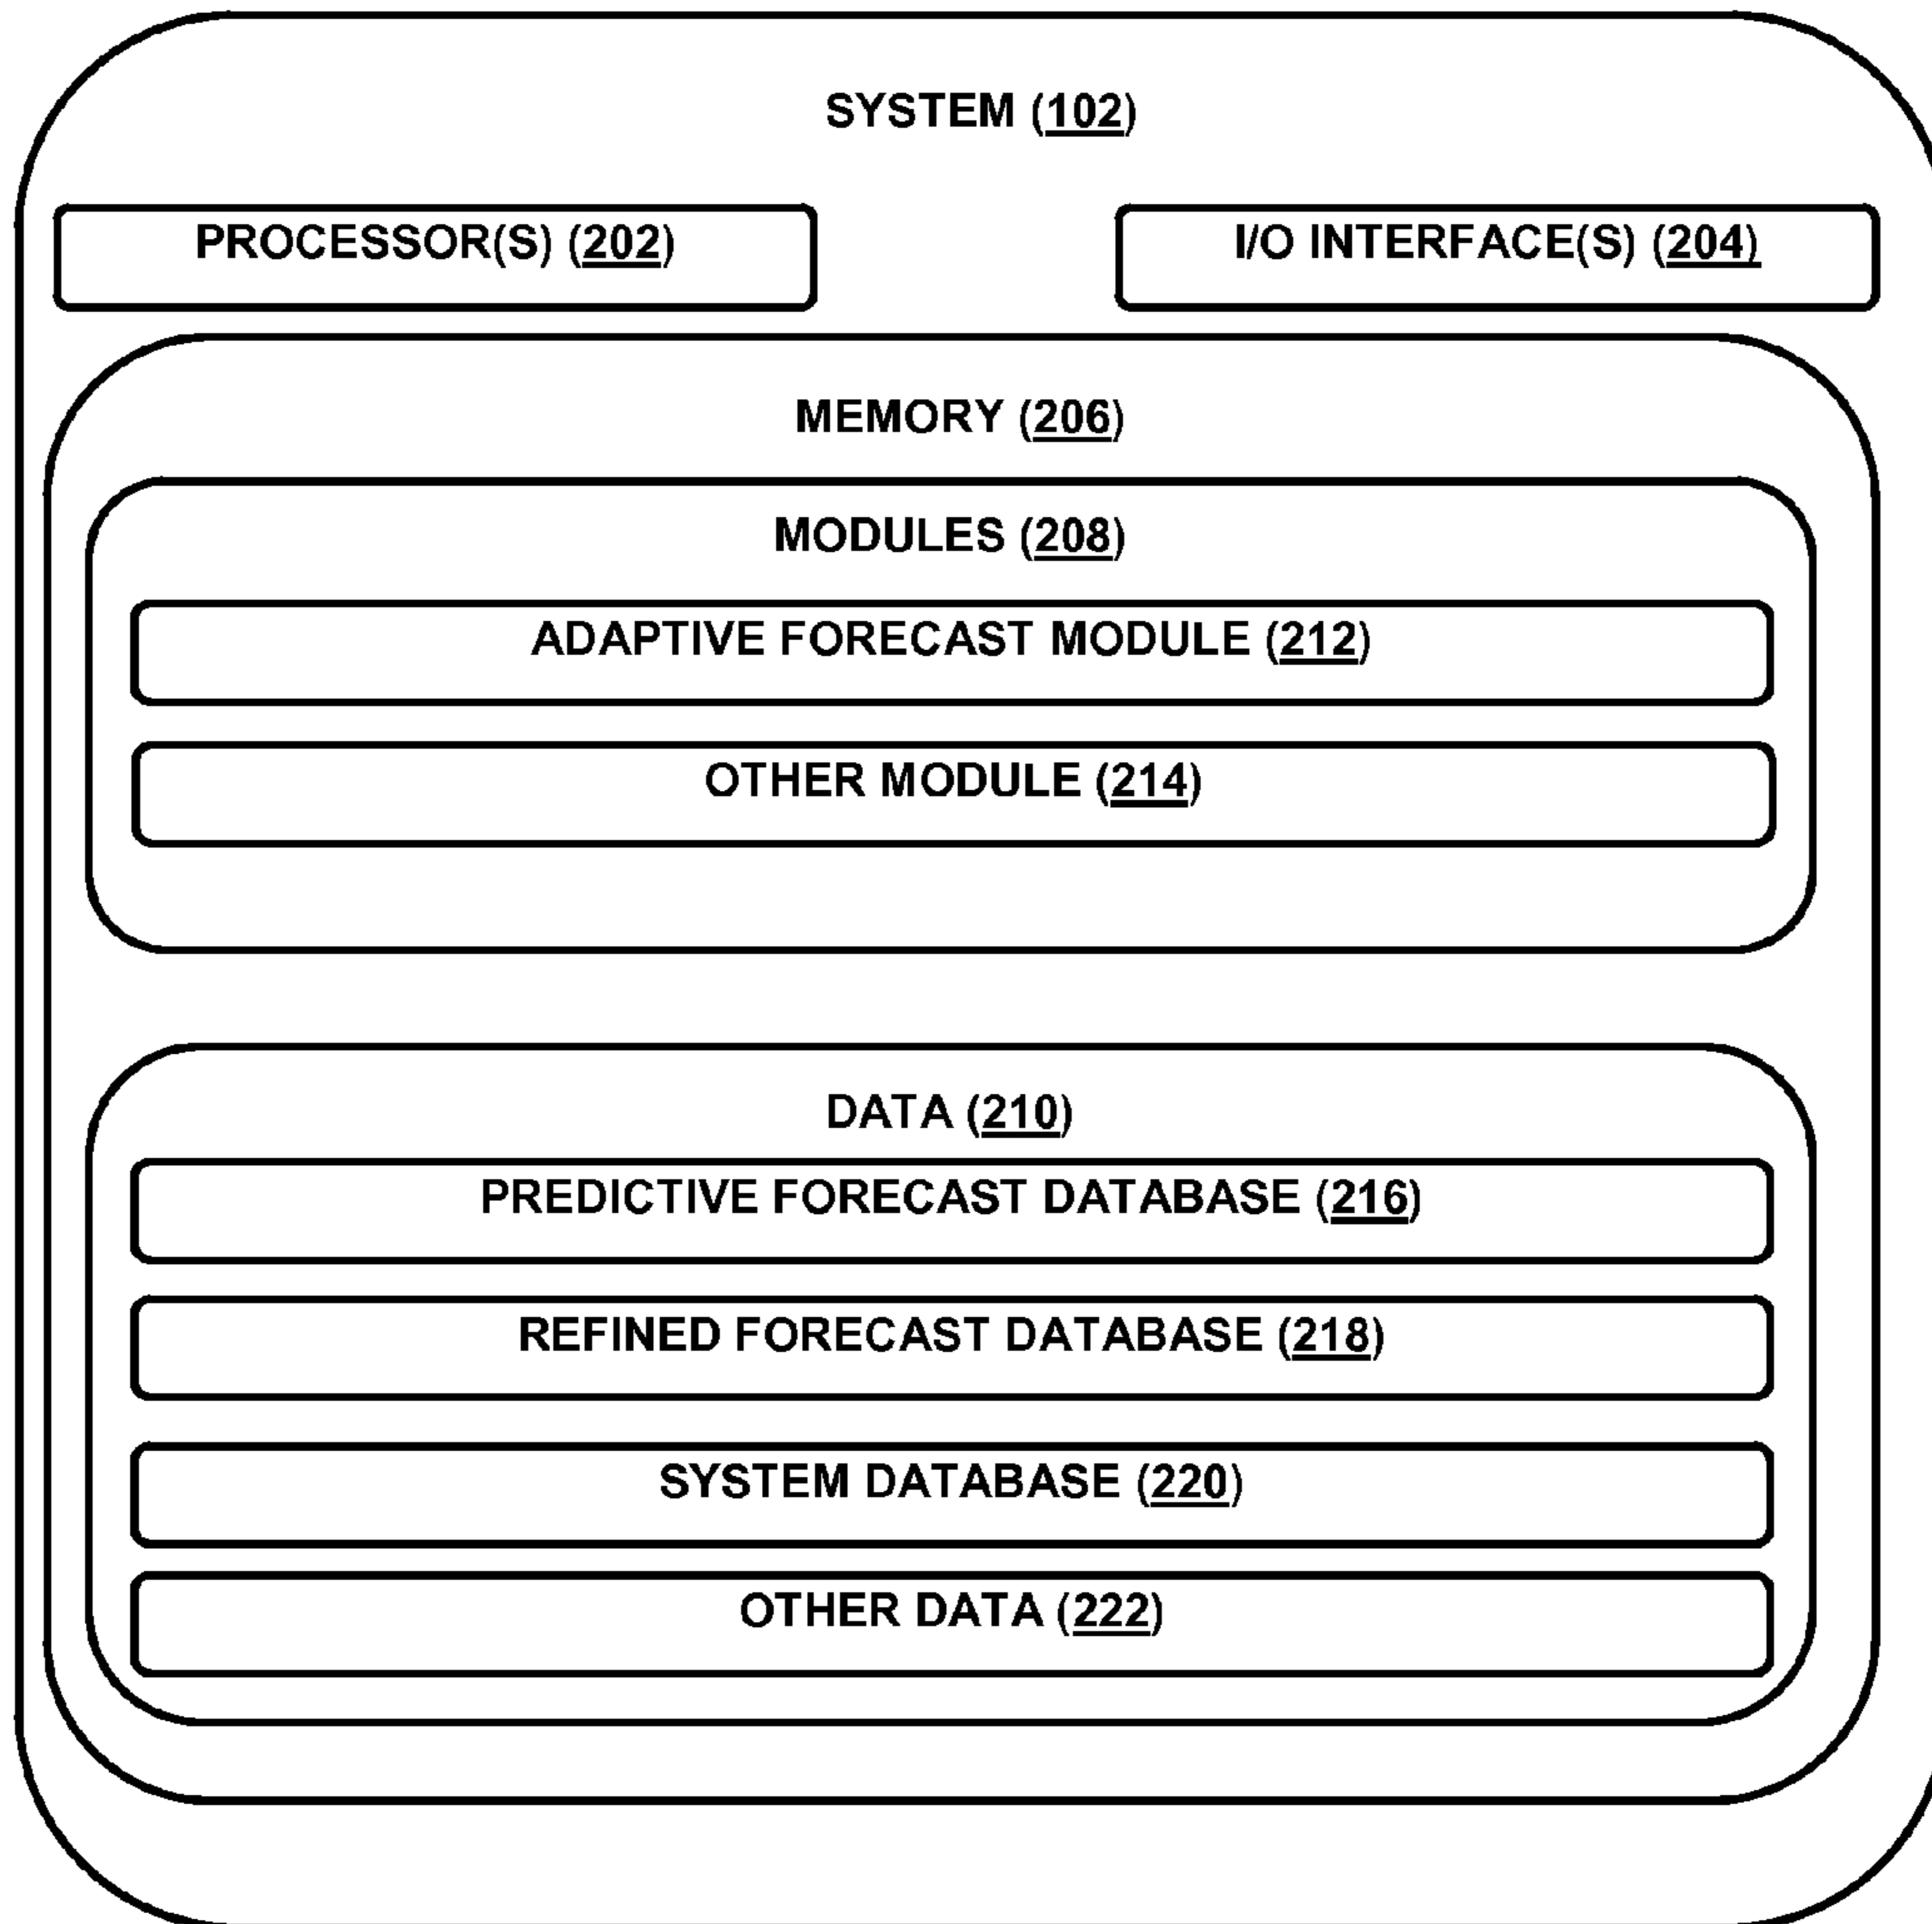 SYSTEM (102)
PROCESSOR(S) (202)
I/O INTERFACE(S) (204)
MEMORY (206)
MODULES (208)
ADAPTIVE FORECAST MODULE (212)
OTHER MODULE (214)
DATA (210)
PREDICTIVE FORECAST DATABASE (216)
REFINED FORECAST DATABASE (218)
SYSTEM DATABASE (220)
OTHER DATA (222)